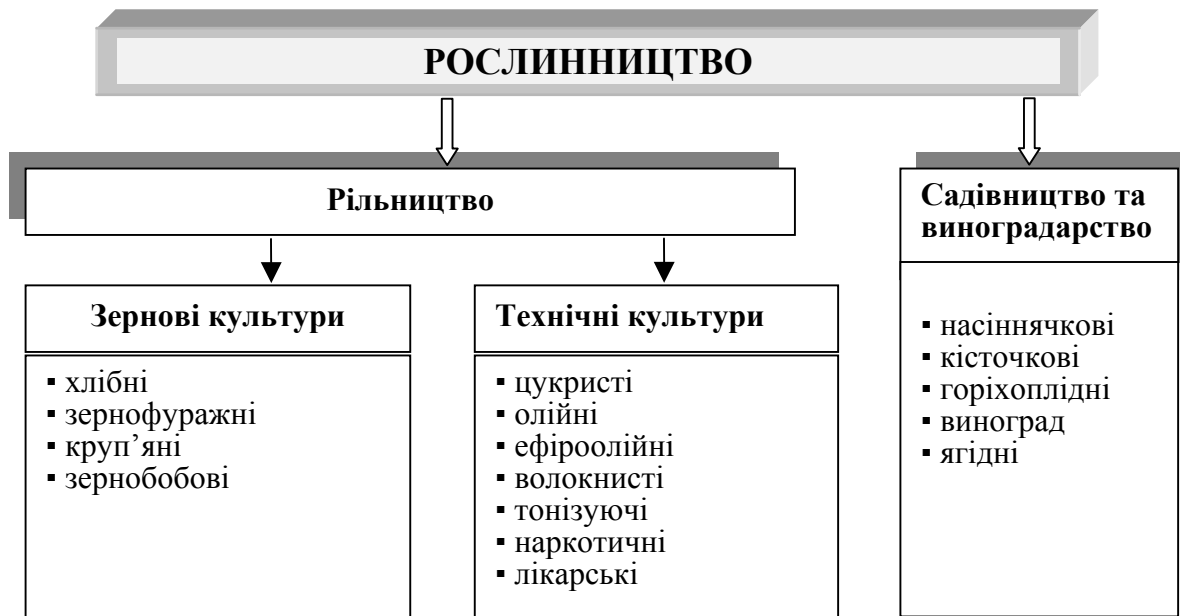 РОСЛИННИЦТВО
Рільництво
Зернові культури
▪ хлібні
▪ зернофуражні
▪ круп’яні
▪ зернобобові
Технічні культури
▪ цукристі
▪ олійні
▪ ефіроолійні
▪ волокнисті
▪ тонізуючі
▪ наркотичні
▪ лікарські
Садівництво та
виноградарство
▪ насіннячкові
▪ кісточкові
▪ горіхоплідні
▪ виноград
▪ ягідні